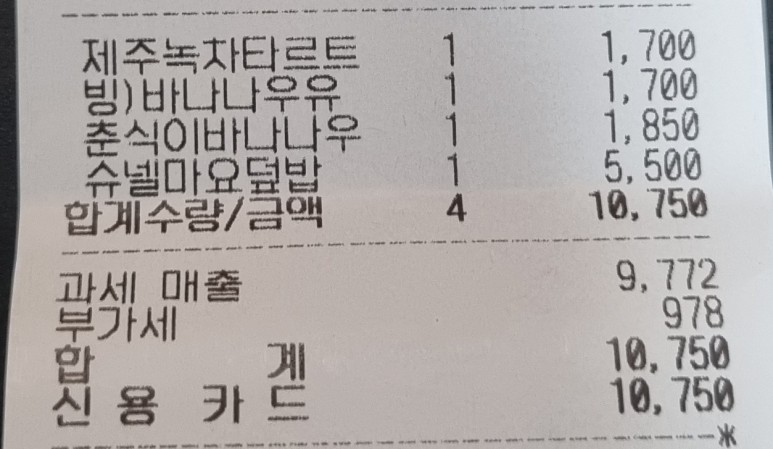 제주녹차타르트 1 1,700
빙)바나나우유 1 1,700
춘식이바나나우 1 1,850
슈넬마요덮밥 1 5,500
합계수량/금액 4 10,750
과세 매출 9,772
부가세 978
합 계 10,750
신 용 카 드 10,750